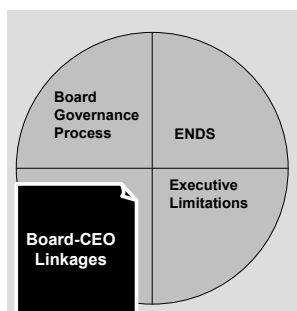 Board
Governance
Process
ENDS
Executive
Limitations
Board-CEO
Linkages